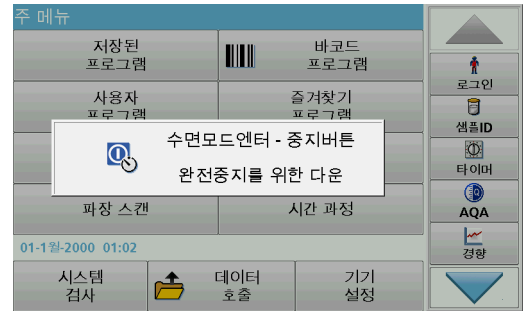 주 메뉴
저장된
프로그램
바코드
프로그램
사용자
프로그램
즐겨찾기
프로그램
수면모드엔터 - 중지버튼
완전중지를 위한 다운
파장 스캔
시간 과정
01-1월-2000 01:02
시스템
검사
데이터
호출
기기
설정
로그인
샘플ID
타이머
AQA
경향